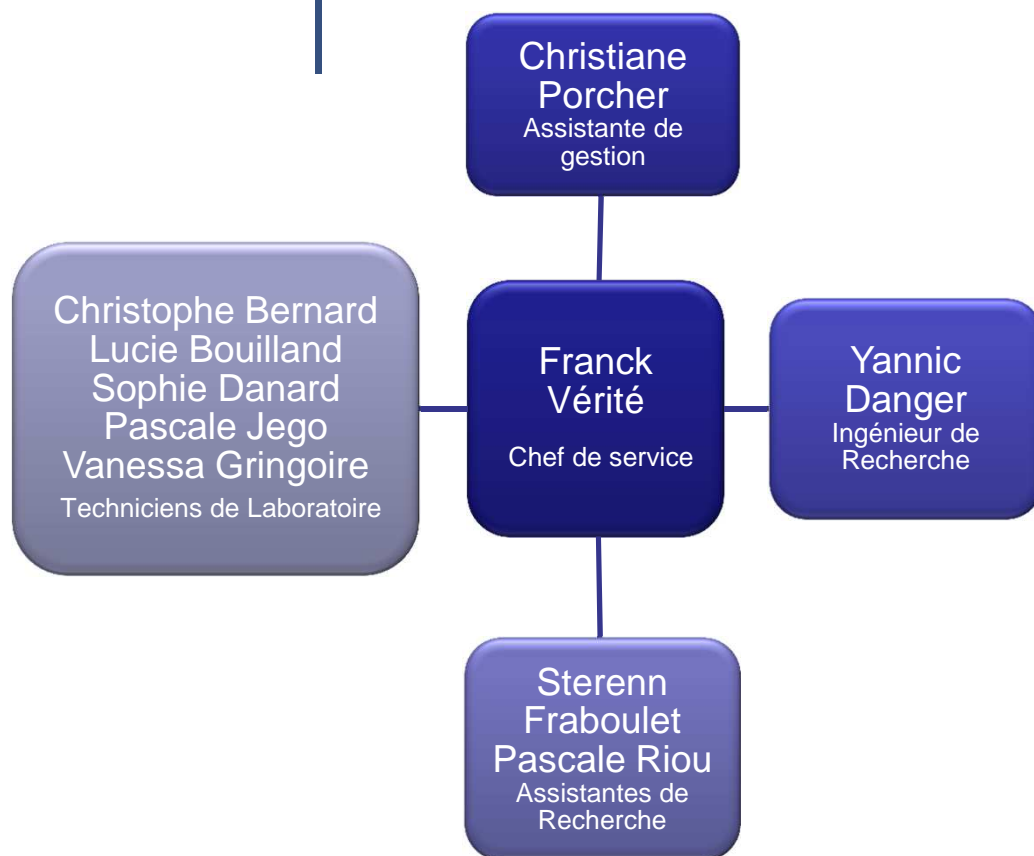 Christiane
Porcher
Assistante de
gestion
Christophe Bernard
Lucie Bouilland
Sophie Danard
Pascale Jego
Vanessa Gringoire
Techniciens de Laboratoire
Franck
Vérité
Chef de service
Yannic
Danger
Ingénieur de
Recherche
Sterenn
Fraboulet
Pascale Riou
Assistantes de
Recherche